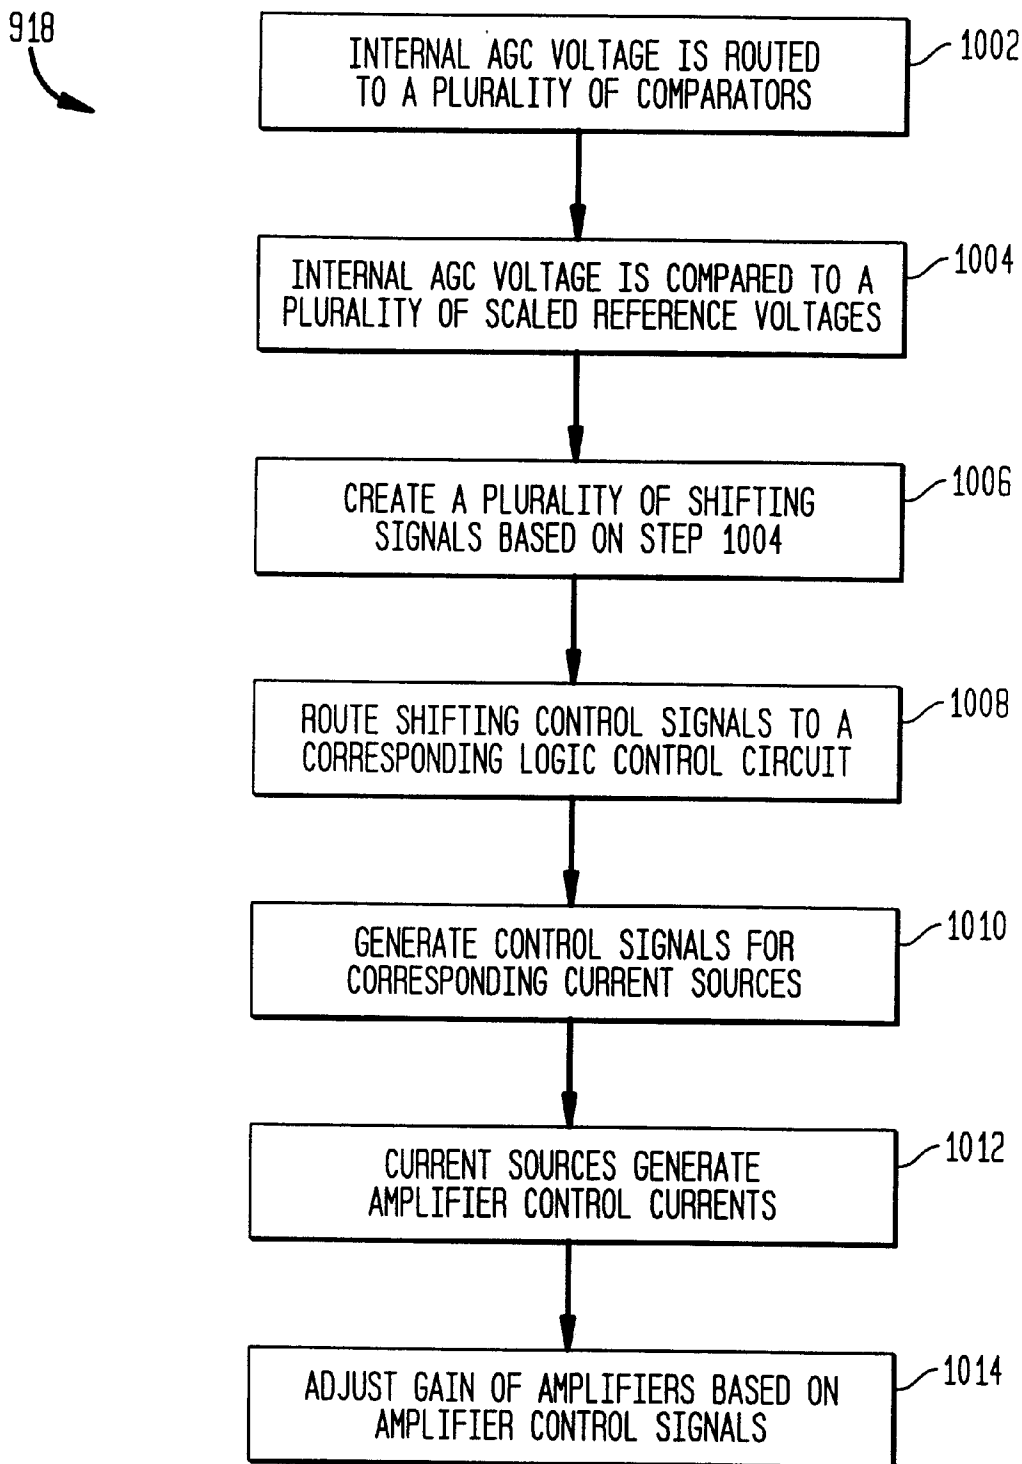 918
INTERNAL AGC VOLTAGE IS ROUTED
TO A PLURALITY OF COMPARATORS
1002
INTERNAL AGC VOLTAGE IS COMPARED TO A
PLURALITY OF SCALED REFERENCE VOLTAGES
1004
CREATE A PLURALITY OF SHIFTING
SIGNALS BASED ON STEP 1004
1006
ROUTE SHIFTING CONTROL SIGNALS TO A
CORRESPONDING LOGIC CONTROL CIRCUIT
1008
GENERATE CONTROL SIGNALS FOR
CORRESPONDING CURRENT SOURCES
1010
CURRENT SOURCES GENERATE
AMPLIFIER CONTROL CURRENTS
1012
ADJUST GAIN OF AMPLIFIERS BASED ON
AMPLIFIER CONTROL SIGNALS
1014